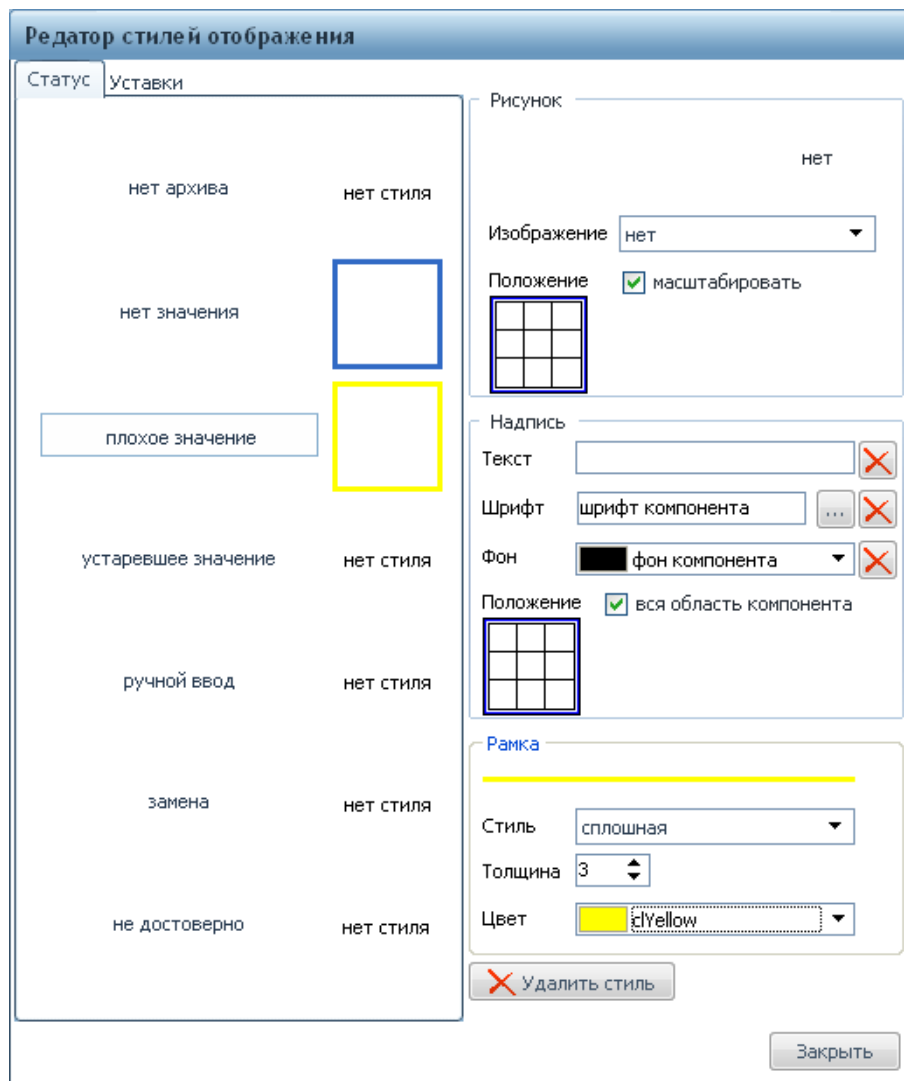 Редатор стилей отображения
Статус
Уставки
нет архива
нет стиля
нет значения
плохое значение
устаревшее значение
нет стиля
ручной ввод
нет стиля
замена
нет стиля
не достоверно
нет стиля
Рисунок
нет
Изображение
нет
Положение
масштабировать
Надпись
Текст
Шрифт
шрифт компонента
...
Фон
фон компонента
Положение
вся область компонента
Рамка
Стиль
сплошная
Толщина
3
Цвет
clYellow
Удалить стиль
Закрыть